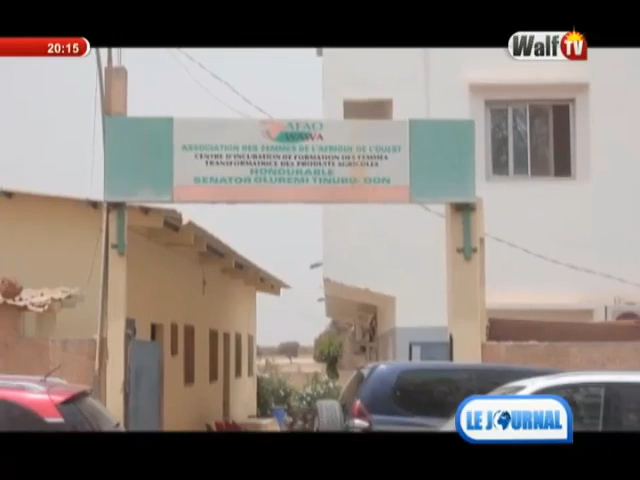 20:15
Walf TV
AFAO
WAWA
ASSOCIATION DES FEMMES DE L'AFRIQUE DE L'OUEST
CENTRE D'INCUBATION DE FORMATION DES FEMMES
TRANSFORMATRICE DES PRODUITS AGRICOLES
HONOURABLE
SENATOR OLUREMI TINUBU- OON
LE JOURNAL